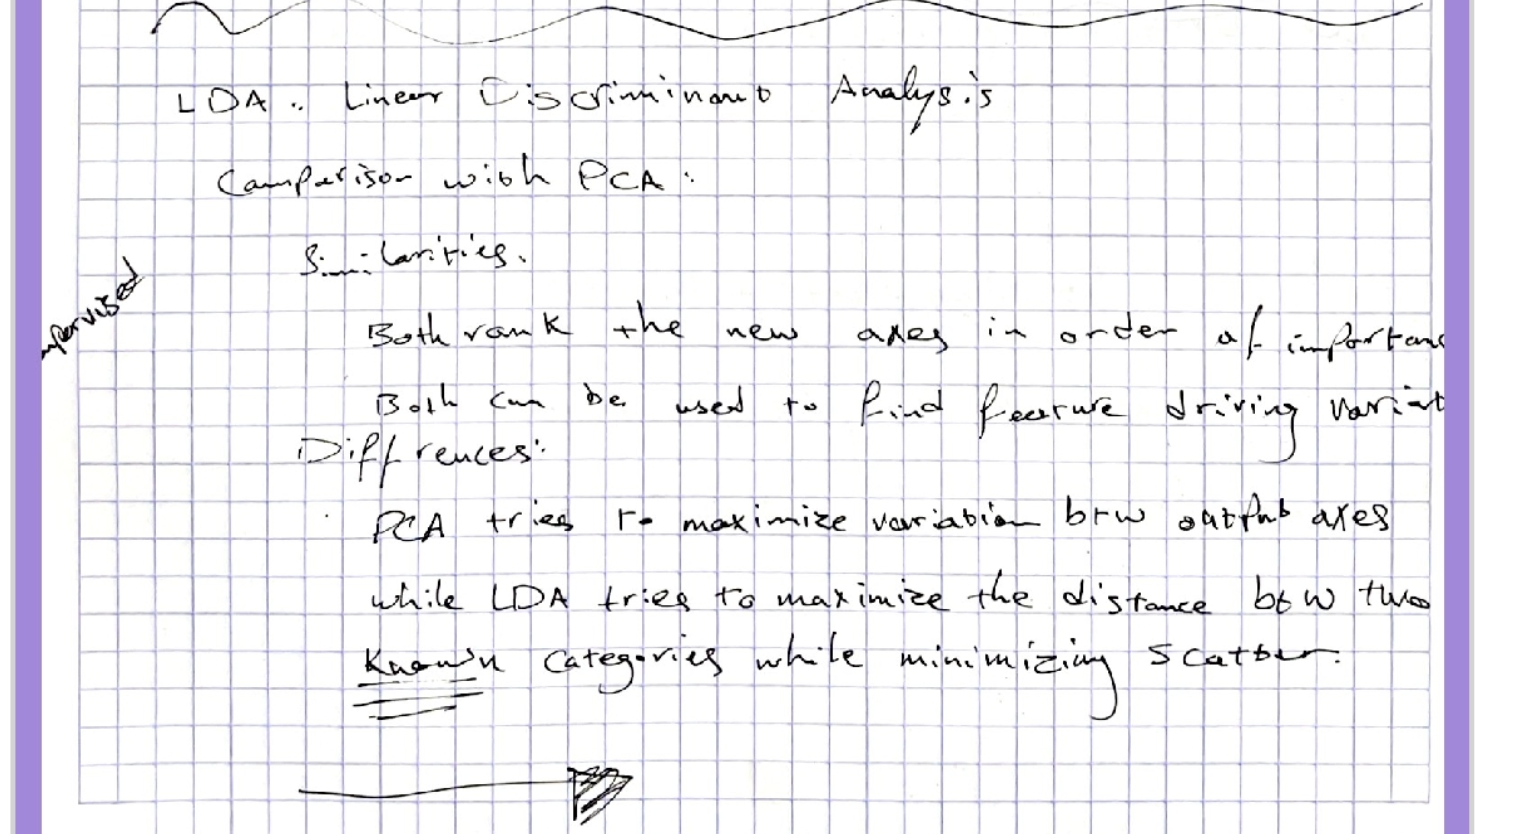 LDA: Linear Discriminant Analysis
Comparison with PCA:
Similarities:
Both rank the new axes in order of importanc
Both can be used to find feature driving variat
Diffrences:
PCA tries to maximize variation btw output axes
while LDA tries to maximize the distance btw two
Known categories while minimizing scatter.
upervised